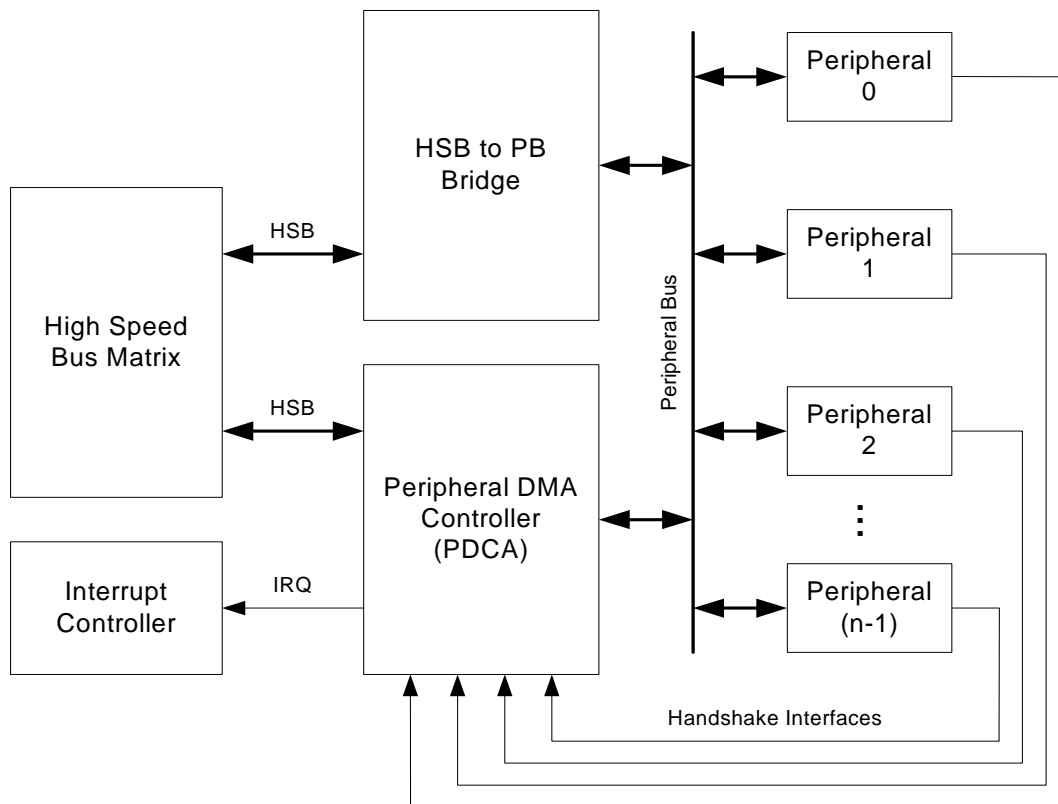 Peripheral
0
HSB to PB
Bridge
HSB
Peripheral
1
High Speed
Bus Matrix
Peripheral Bus
HSB
Peripheral
2
Peripheral DMA
Controller
(PDCA)
Interrupt
Controller
IRQ
Peripheral
(n-1)
Handshake Interfaces